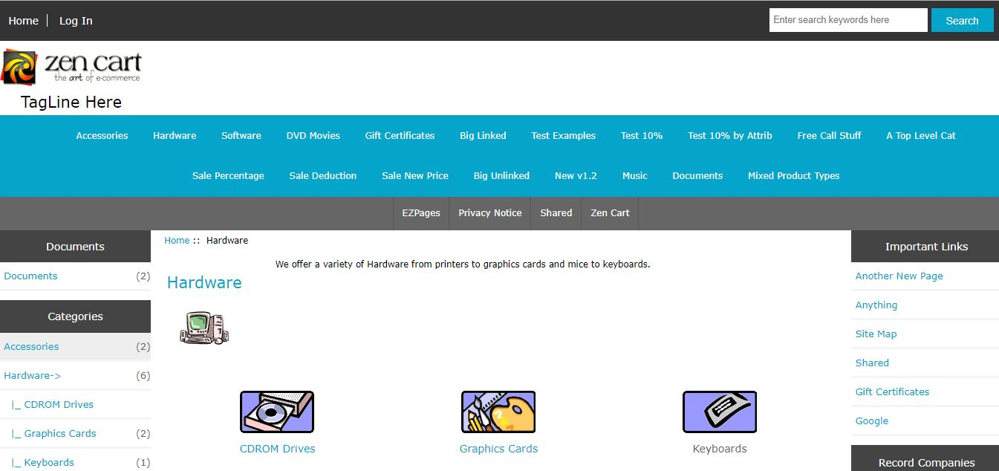 Home
Log In
Enter search keywords here
Search
zen cart
the art of e-commerce
TagLine Here
Accessories Hardware Software DVD Movies Gift Certificates Big Linked Test Examples Test 10% Test 10% by Attrib Free Call Stuff A Top Level Cat
Sale Percentage Sale Deduction Sale New Price Big Unlinked New v1.2 Music Documents Mixed Product Types
EZPages Privacy Notice Shared Zen Cart
Documents
Documents (2)
Categories
Accessories (2)
Hardware-> (6)
|_ CDROM Drives
|_ Graphics Cards (2)
|_ Keyboards (1)
Home :: Hardware
We offer a variety of Hardware from printers to graphics cards and mice to keyboards.
Hardware
CDROM Drives
Graphics Cards
Keyboards
Important Links
Another New Page
Anything
Site Map
Shared
Gift Certificates
Google
Record Companies